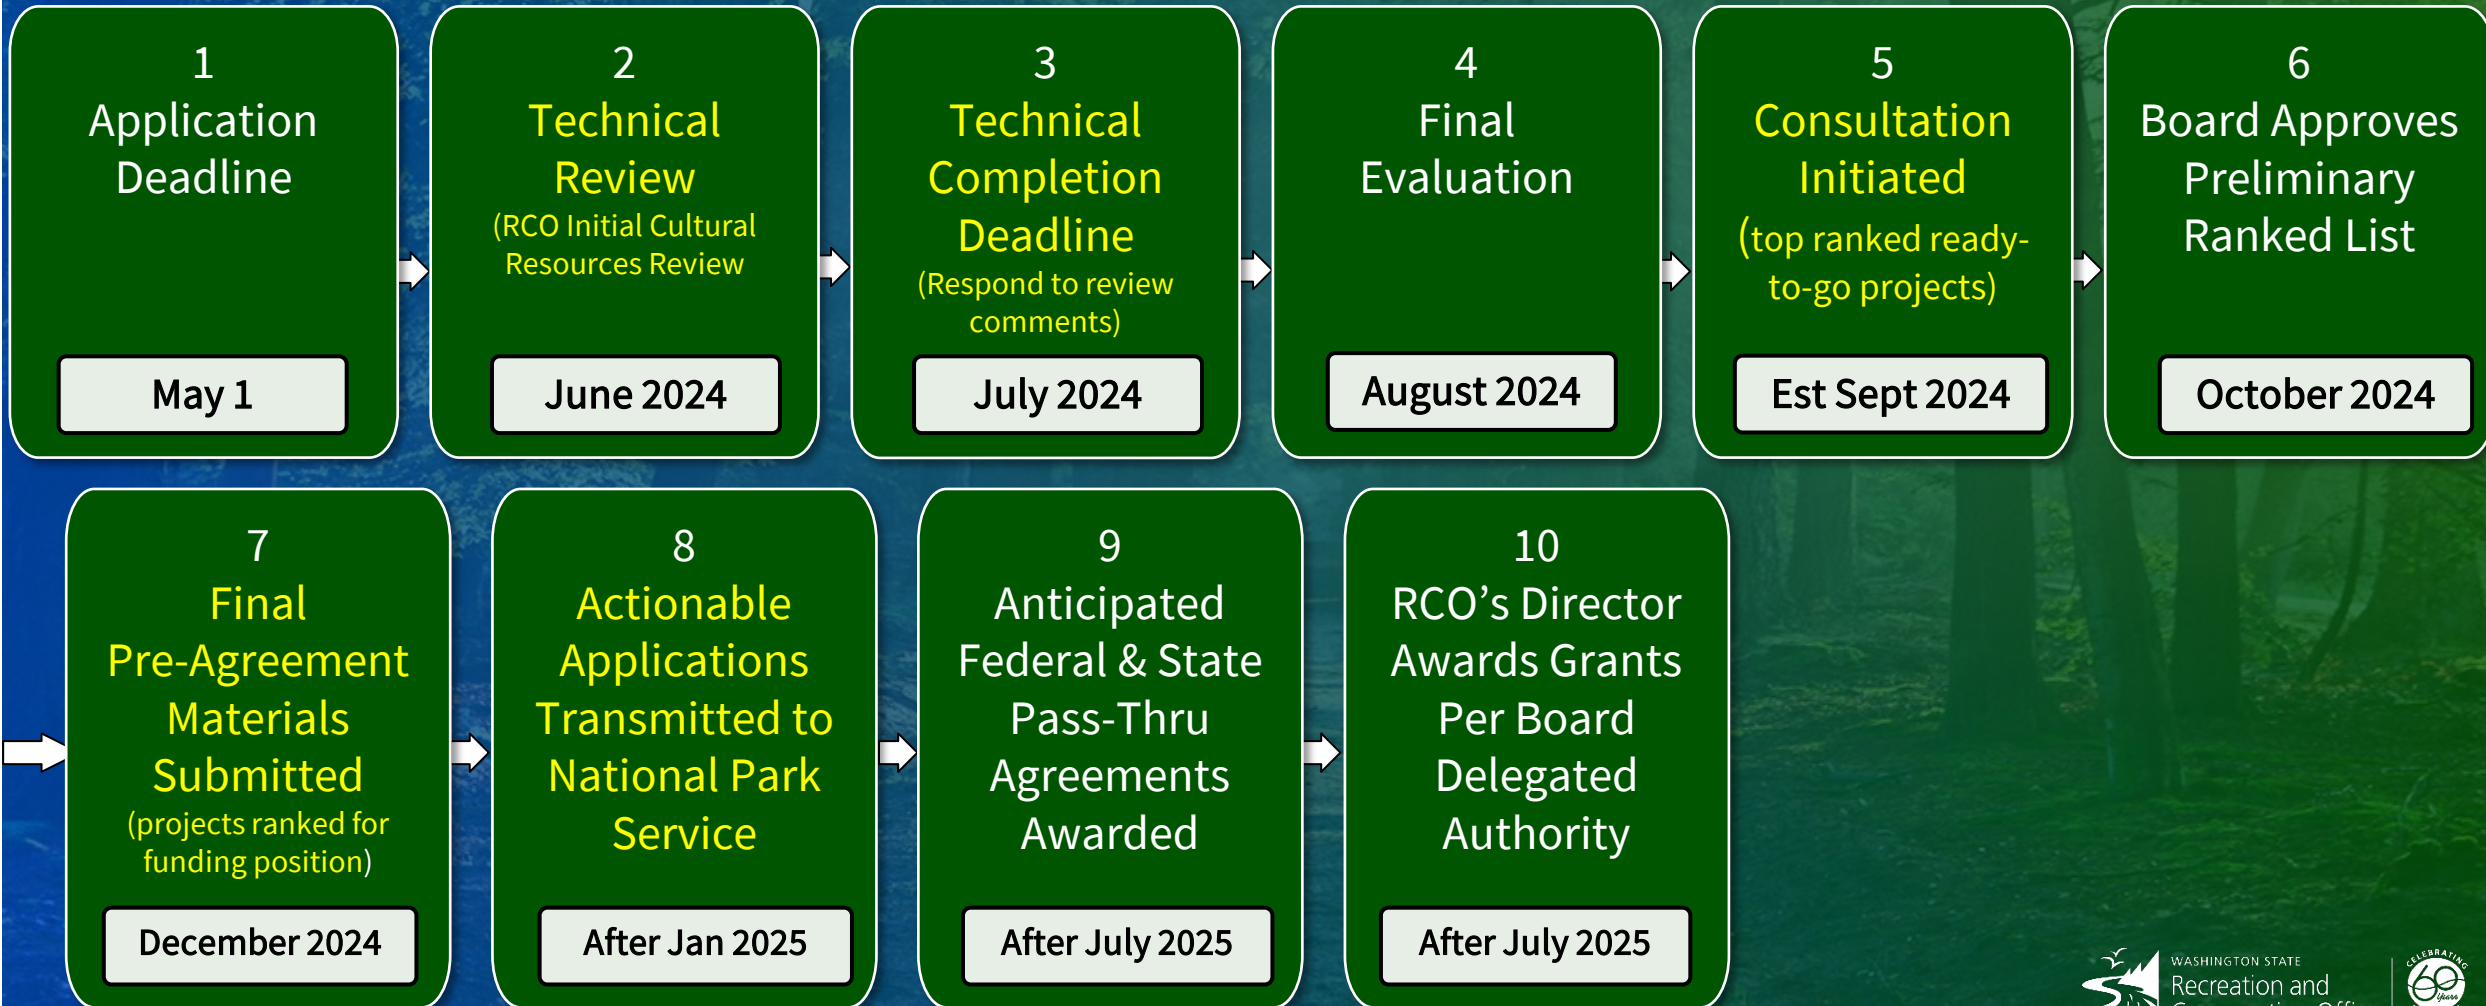 1
Application
Deadline
May 1
2
Technical
Review
(RCO Initial Cultural
Resources Review
June 2024
3
Technical
Completion
Deadline
(Respond to review
comments)
July 2024
4
Final
Evaluation
August 2024
5
Consultation
Initiated
(top ranked ready-
to-go projects)
Est Sept 2024
6
Board Approves
Preliminary
Ranked List
October 2024
7
Final
Pre-Agreement
Materials
Submitted
(projects ranked for
funding position)
December 2024
8
Actionable
Applications
Transmitted to
National Park
Service
After Jan 2025
9
Anticipated
Federal & State
Pass-Thru
Agreements
Awarded
After July 2025
10
RCO's Director
Awards Grants
Per Board
Delegated
Authority
After July 2025
WASHINGTON STATE
Recreation and
CELEBRATING
60
Years